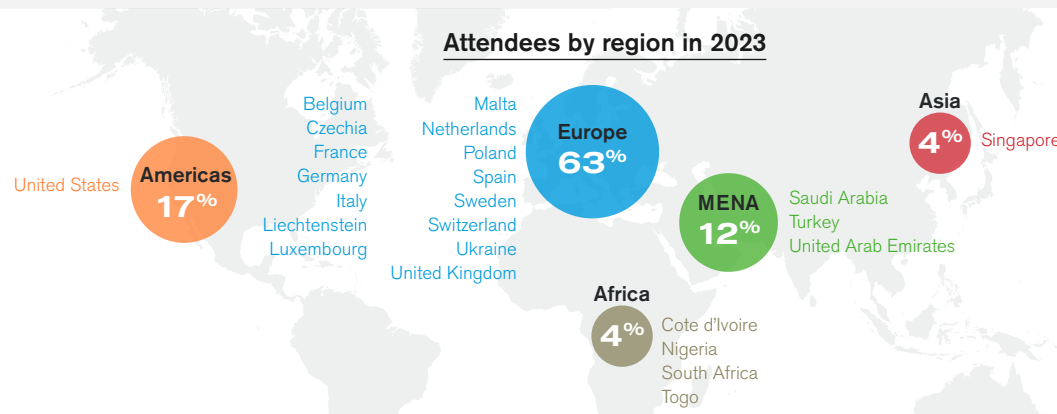 Attendees by region in 2023
United States
Americas
17%
Belgium
Czechia
France
Germany
Italy
Liechtenstein
Luxembourg
Malta
Netherlands
Poland
Spain
Sweden
Switzerland
Ukraine
United Kingdom
Europe
63%
MENA
12%
Saudi Arabia
Turkey
United Arab Emirates
Asia
4%
Singapore
Africa
4%
Cote d’Ivoire
Nigeria
South Africa
Togo